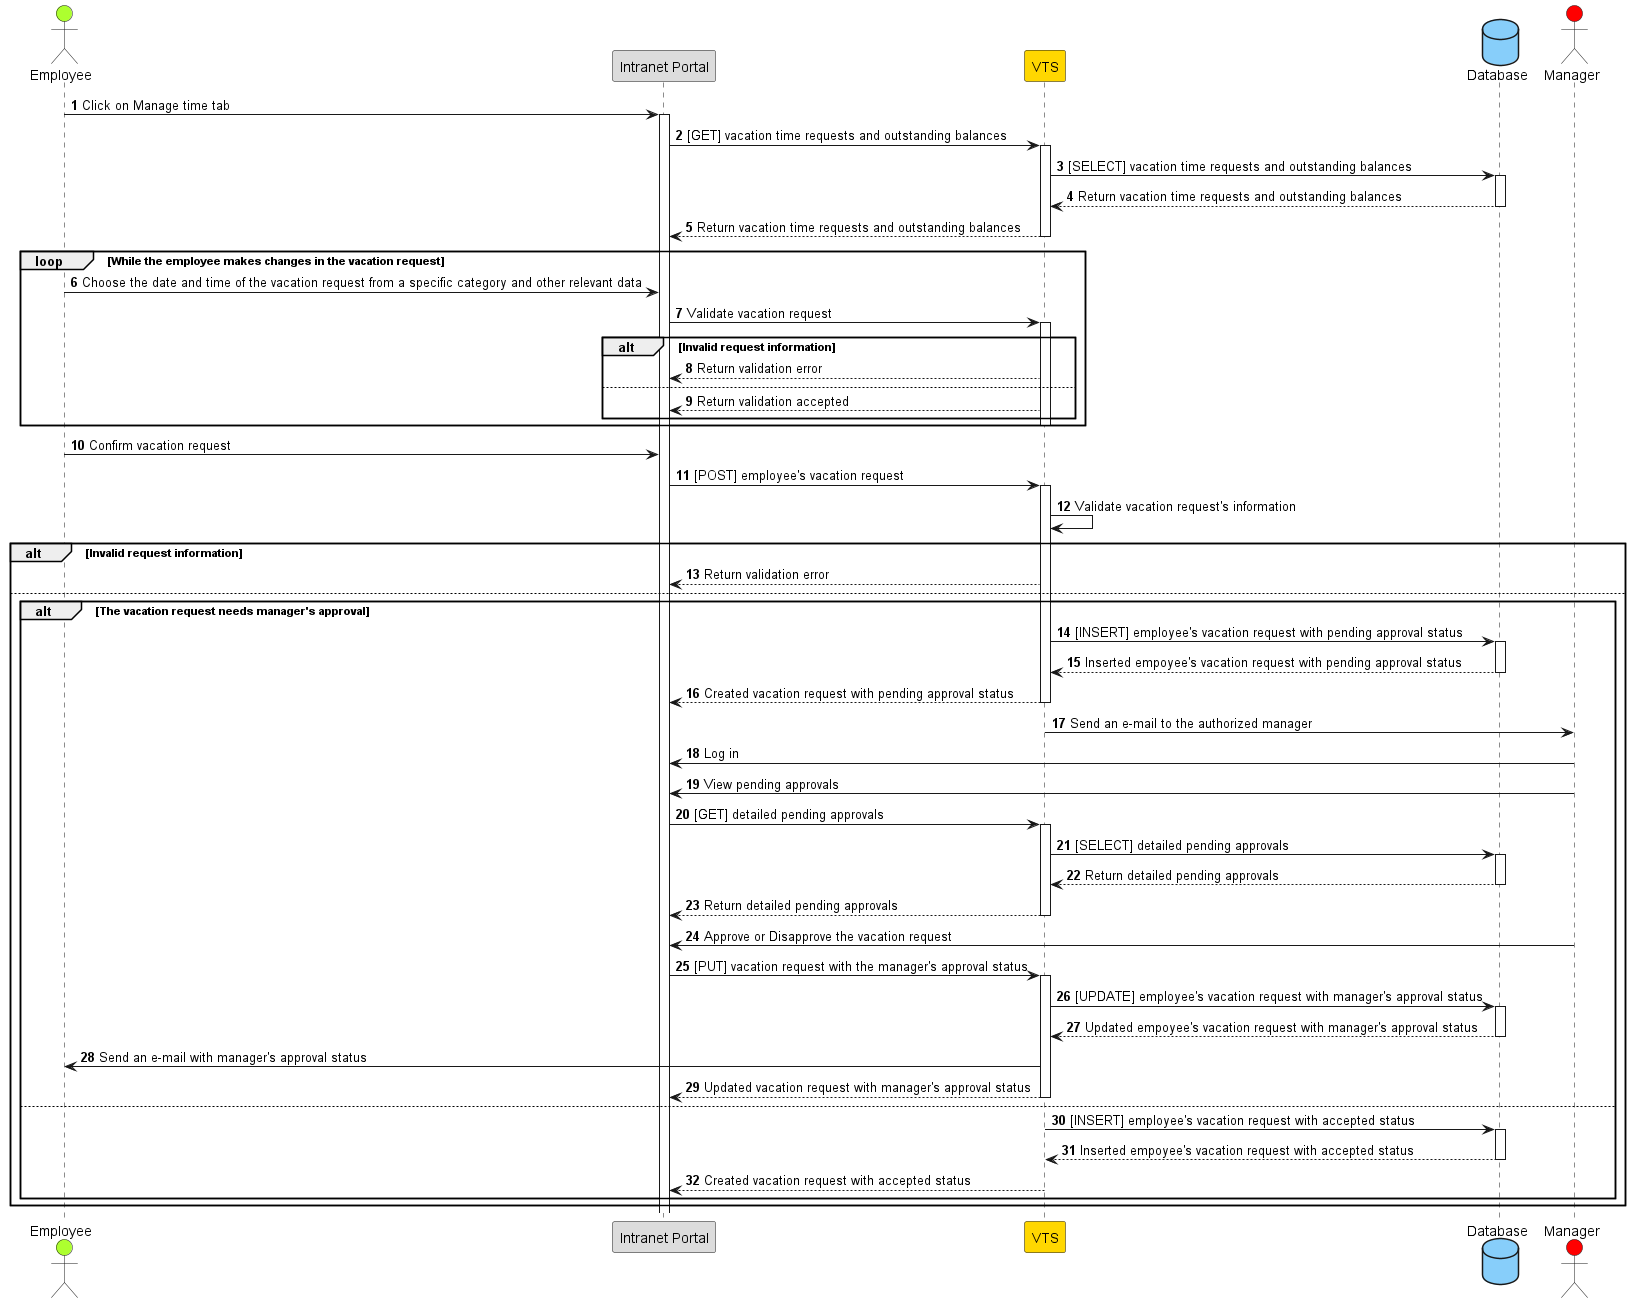 Employee
Intranet Portal
VTS
Database
Manager
1 Click on Manage time tab
2 [GET] vacation time requests and outstanding balances
3 [SELECT] vacation time requests and outstanding balances
4 Return vacation time requests and outstanding balances
5 Return vacation time requests and outstanding balances
loop [While the employee makes changes in the vacation request]
6 Choose the date and time of the vacation request from a specific category and other relevant data
7 Validate vacation request
alt [Invalid request information]
8 Return validation error
9 Return validation accepted
10 Confirm vacation request
11 [POST] employee's vacation request
12 Validate vacation request's information
alt [Invalid request information]
13 Return validation error
alt [The vacation request needs manager's approval]
14 [INSERT] employee's vacation request with pending approval status
15 Inserted empoyee's vacation request with pending approval status
16 Created vacation request with pending approval status
17 Send an e-mail to the authorized manager
18 Log in
19 View pending approvals
20 [GET] detailed pending approvals
21 [SELECT] detailed pending approvals
22 Return detailed pending approvals
23 Return detailed pending approvals
24 Approve or Disapprove the vacation request
25 [PUT] vacation request with the manager's approval status
26 [UPDATE] employee's vacation request with manager's approval status
27 Updated empoyee's vacation request with manager's approval status
28 Send an e-mail with manager's approval status
29 Updated vacation request with manager's approval status
30 [INSERT] employee's vacation request with accepted status
31 Inserted empoyee's vacation request with accepted status
32 Created vacation request with accepted status
Employee
Intranet Portal
VTS
Database
Manager